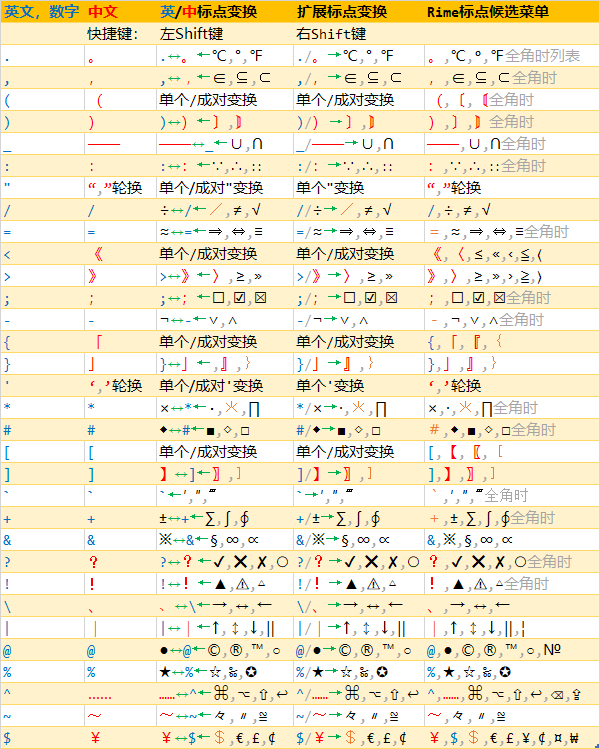 英文，数字 中文 英/中标点变换 扩展标点变换 Rime标点候选菜单
快捷键： 左Shift键 右Shift键
. 。 .↔。←℃,°,℉ ./。→℃,°,℉ 。,℃,°,℉全角时列表
, ， ,↔，←∈,⊆,⊂ ,/，→∈,⊆,⊂ ，,∈,⊆,⊂全角时
( （ 单个/成对变换 单个/成对变换 （,〔,⦗全角时
) ） )↔）←〕,⦘ )/）→〕,⦘ ）,〕,⦘全角时
_ —— ——↔_←∪,∩ _/——→∪,∩ ——,∪,∩全角时
: ： ：↔:←∵,∴,∷ :/：→∵,∴,∷ ：,∵,∴,∷全角时
" “,”轮换 单个/成对"变换 单个"变换 “,”轮换
/ / ÷↔/←／,≠,√ //÷→／,≠,√ /,÷,≠,√
= = ≈↔=←⇒,⇔,≡ =/≈→⇒,⇔,≡ ＝,≈,⇒,⇔,≡全角时
< 《 单个/成对变换 单个/成对变换 《,〈,≤,«,‹,≦,⟨
> 》 >↔》←〉,≥,» >/》→〉,≥,» 》,〉,≥,»,›,≧,⟩
; ； ;↔；←☐,☑,☒ ;/；→☐,☑,☒ ；,☐,☑,☒全角时
- - ¬↔-←∨,∧ -/¬→∨,∧ －,¬,∨,∧全角时
{ 「 单个/成对变换 单个/成对变换 {,「,『,｛
} 」 }↔」←』,｝ }/」→』,｝ },」,』,｝
' ‘,’轮换 单个/成对'变换 单个'变换 ‘,’轮换
* * ×↔*←·,＊,∏ */×→·,＊,∏ ×,·,＊,∏全角时
# # ◆↔#←■,◇,□ #/◆→■,◇,□ ＃,◆,■,◇,□全角时
[ [ 单个/成对变换 单个/成对变换 [,【,〖,［
] ] 】↔]←〗,］ ]/】→〗,］ ],】,〗,］
` ` `←′,″,‴ `→′,″,‴ ｀,′,″,‴全角时
+ + ±↔+←∑,∫,∮ +/±→∑,∫,∮ ＋,±,∑,∫,∮全角时
& & ※↔&←§,∞,∝ &/※→§,∞,∝ &,※,§,∞,∝
? ？ ?↔？←✓,✕,✗,○ ?/？→✓,✕,✗,○ ？,✓,✕,✗,○全角时
! ！ !↔！←▲,⚠,△ !/！→▲,⚠,△ ！,▲,⚠,△全角时
\ 、 、↔\←→,↔,← \/、→→,↔,← 、,→,↔,←
| | |↔｜←↑,↕,↓,‖ |/｜→↑,↕,↓,‖ |,↑,↕,↓,‖,¦
@ @ ●↔@←©,®,™,○ @/●→©,®,™,○ @,●,©,®,™,○,№
% % ★↔%←☆,‰,✪ %/★→☆,‰,✪ %,★,☆,‰,✪
^ …… ……↔^←⌘,⌥,⇧,↩ ^/……→⌘,⌥,⇧,↩ ^,……,⌘,⌥,⇧,↩,⌫,⇪
~ ～ ～↔~←々,〃,≌ ~/～→々,〃,≌ ～,~,々,〃,≌
$ ￥ ￥↔$←＄,€,£,¢ $/￥→＄,€,£,¢ ￥,$,＄,€,£,¥,¢,¤,₩